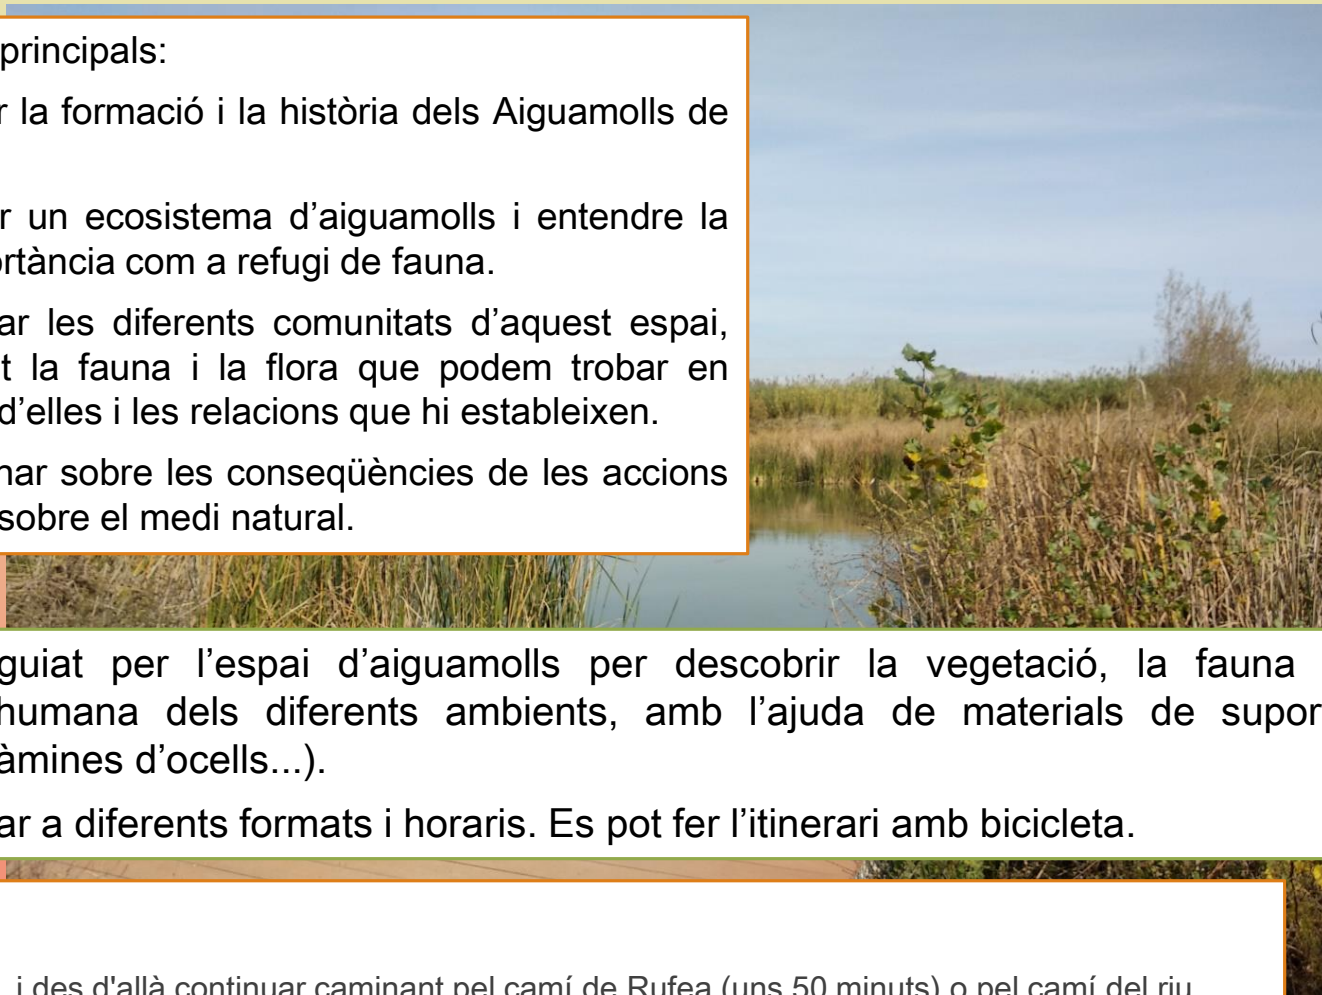 principals:
r la formació i la història dels Aiguamolls de
r un ecosistema d’aiguamolls i entendre la
rtància com a refugi de fauna.
ar les diferents comunitats d’aquest espai,
t la fauna i la flora que podem trobar en
d’elles i les relacions que hi estableixen.
nar sobre les conseqüències de les accions
sobre el medi natural.
guiat per l’espai d’aiguamolls per descobrir la vegetació, la fauna
humana dels diferents ambients, amb l’ajuda de materials de supor
àmines d’ocells...).
ar a diferents formats i horaris. Es pot fer l’itinerari amb bicicleta.
i des d'allà continuar caminant pel camí de Rufea (uns 50 minuts) o pel camí del riu